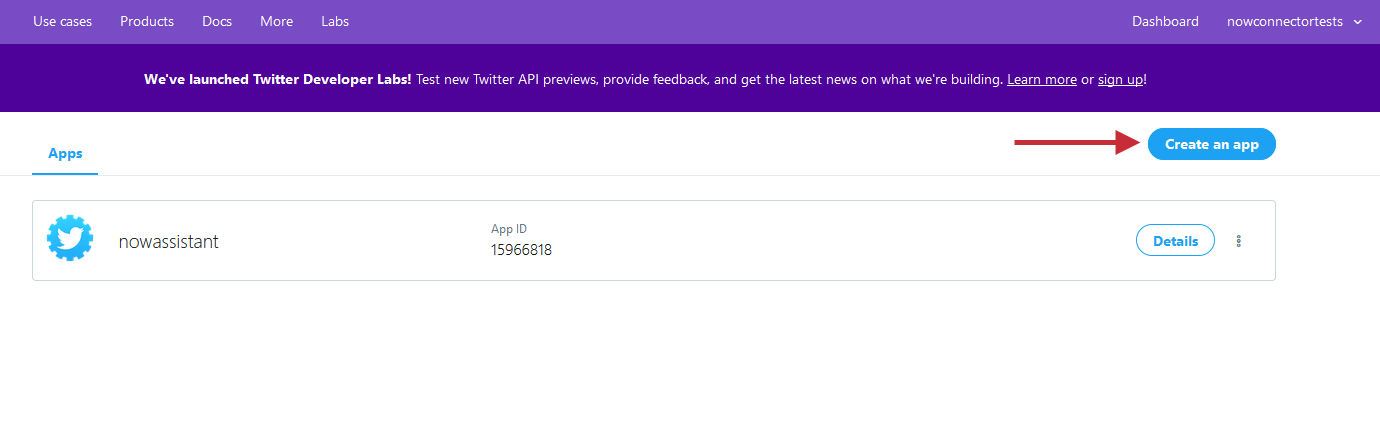 Use cases Products Docs More Labs Dashboard nowconnectortests
We've launched Twitter Developer Labs! Test new Twitter API previews, provide feedback, and get the latest news on what we're building. Learn more or sign up!
Apps Create an app
App ID
nowassistant 15966818 Details